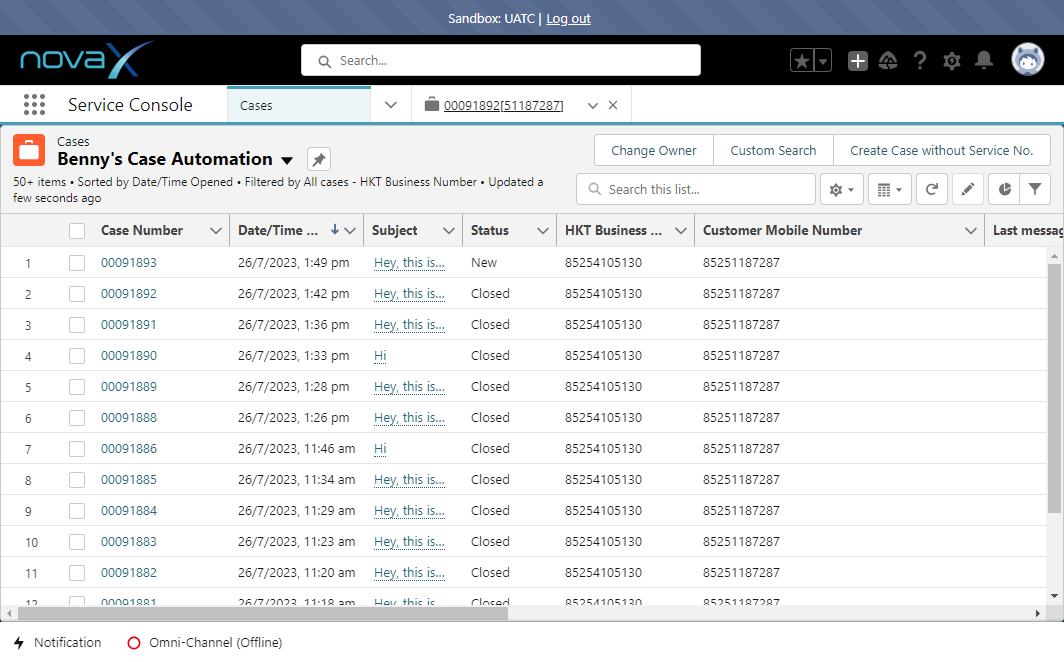 Sandbox: UATC | Log out
novaX
Search...
Service Console
Cases
00091892[51187287]
Cases
Benny's Case Automation
Change Owner
Custom Search
Create Case without Service No.
50+ items • Sorted by Date/Time Opened • Filtered by All cases - HKT Business Number • Updated a
few seconds ago
Search this list...
Case Number Date/Time ... Subject Status HKT Business ... Customer Mobile Number Last messag
1 00091893 26/7/2023, 1:49 pm Hey, this is... New 85254105130 85251187287
2 00091892 26/7/2023, 1:42 pm Hey, this is... Closed 85254105130 85251187287
3 00091891 26/7/2023, 1:36 pm Hey, this is... Closed 85254105130 85251187287
4 00091890 26/7/2023, 1:33 pm Hi Closed 85254105130 85251187287
5 00091889 26/7/2023, 1:28 pm Hey, this is... Closed 85254105130 85251187287
6 00091888 26/7/2023, 1:26 pm Hey, this is... Closed 85254105130 85251187287
7 00091886 26/7/2023, 11:46 am Hi Closed 85254105130 85251187287
8 00091885 26/7/2023, 11:34 am Hey, this is... Closed 85254105130 85251187287
9 00091884 26/7/2023, 11:29 am Hey, this is... Closed 85254105130 85251187287
10 00091883 26/7/2023, 11:23 am Hey, this is... Closed 85254105130 85251187287
11 00091882 26/7/2023, 11:20 am Hey, this is... Closed 85254105130 85251187287
12 00091881 26/7/2023, 11:18 am Hey, this is... Closed 85254105130 85251187287
Notification
Omni-Channel (Offline)